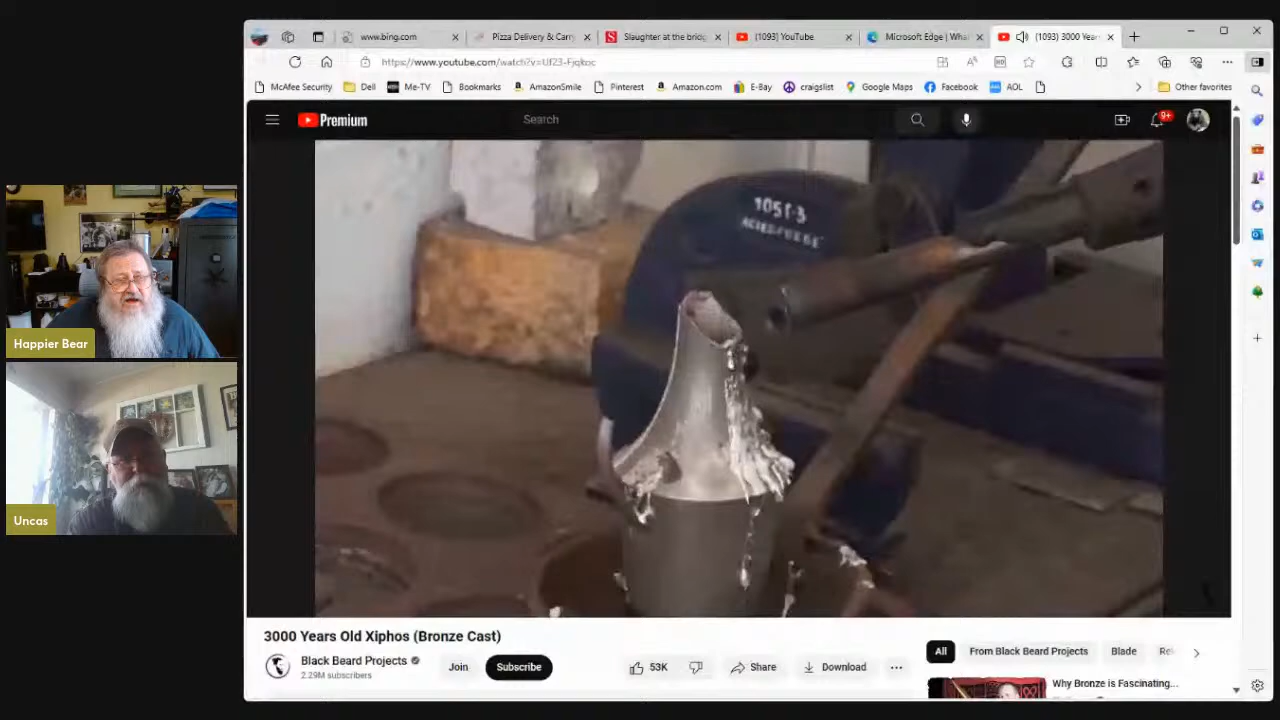 www.bing.com
Pizza Delivery & Carry
Slaughter at the bridg
(1093) YouTube
Microsoft Edge | What
(1093) 3000 Years
https://www.youtube.com/watch?v=Uf23-Fjqkoc
McAfee Security
Dell
Me-TV
Bookmarks
AmazonSmile
Pinterest
Amazon.com
E-Bay
craigslist
Google Maps
Facebook
AOL
Other favorites
Premium
Search
9+
1051-3
Happier Bear
Uncas
3000 Years Old Xiphos (Bronze Cast)
Black Beard Projects
2.29M subscribers
Join
Subscribe
53K
Share
Download
All
From Black Beard Projects
Blade
Re
Why Bronze is Fascinating...